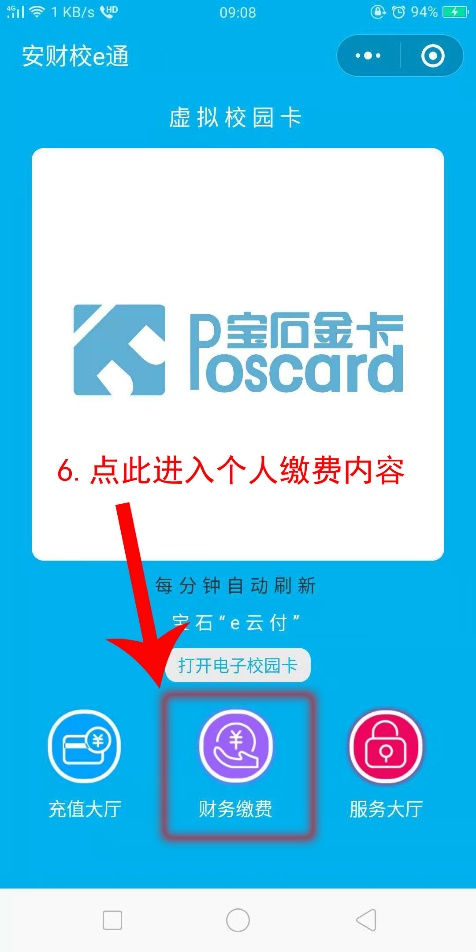 4G 1 KB/s HD 09:08 94%
安财校e通
虚拟校园卡
宝石金卡
Poscard
6.点此进入个人缴费内容
每分钟自动刷新
宝石“e云付”
打开电子校园卡
充值大厅 财务缴费 服务大厅